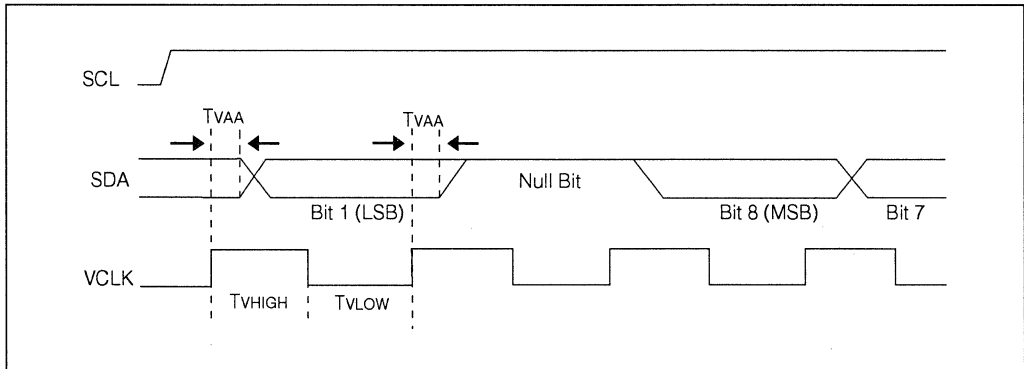 SCL
TVAA TVAA
SDA
Null Bit
Bit 1 (LSB) Bit 8 (MSB) Bit 7
VCLK
TVHIGH TVLOW